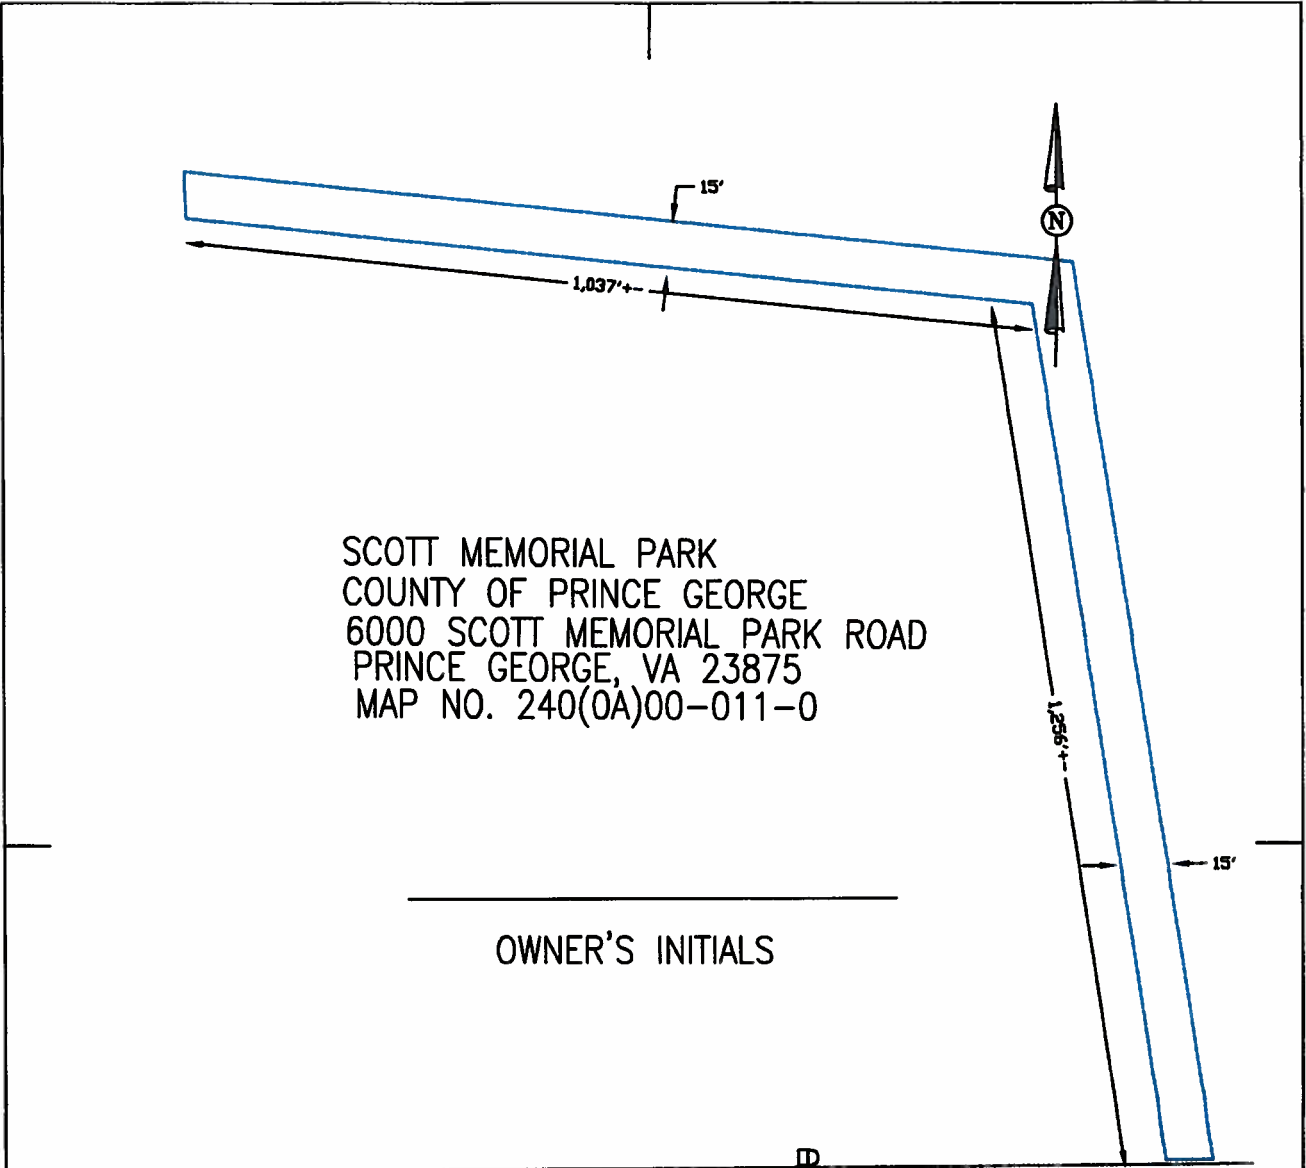 15'
N
1,037'+-
SCOTT MEMORIAL PARK
COUNTY OF PRINCE GEORGE
6000 SCOTT MEMORIAL PARK ROAD
PRINCE GEORGE, VA 23875
MAP NO. 240(0A)00-011-0
1,256'+-
15'
OWNER'S INITIALS